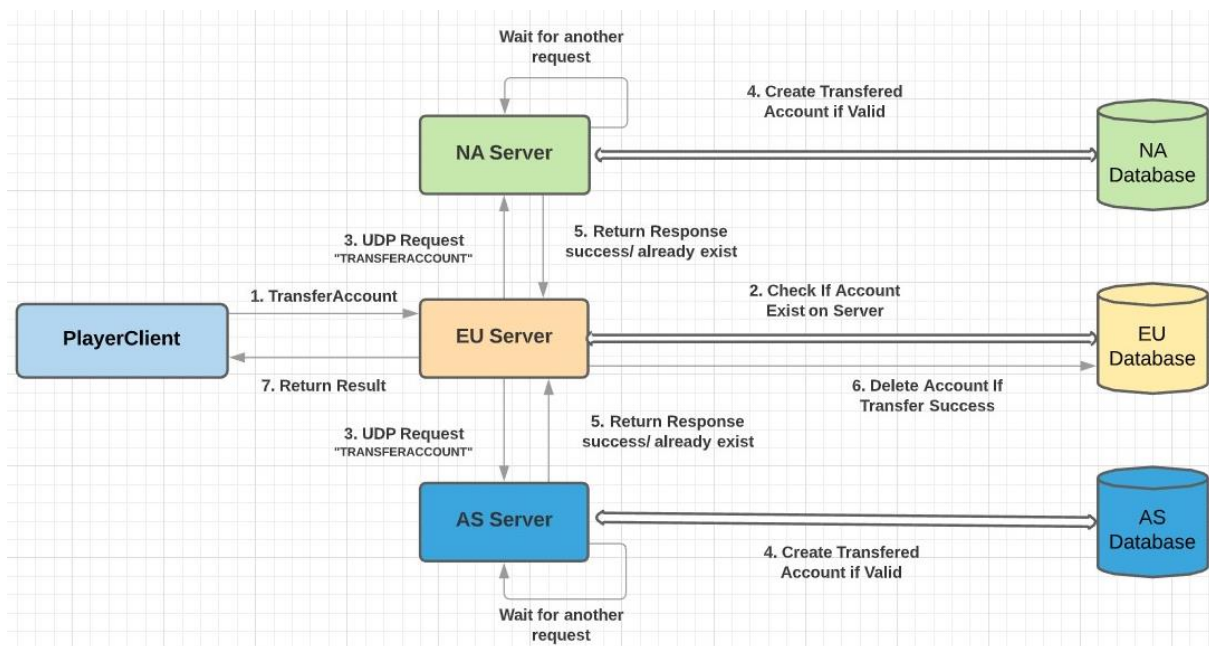 Wait for another
request
4. Create Transfered
Account if Valid
NA Server
NA
Database
3. UDP Request
"TRANSFERACCOUNT"
5. Return Response
success/ already exist
1. TransferAccount
2. Check If Account
Exist on Server
PlayerClient
EU Server
EU
Database
7. Return Result
6. Delete Account If
Transfer Success
3. UDP Request
"TRANSFERACCOUNT"
5. Return Response
success/ already exist
AS Server
AS
Database
4. Create Transfered
Account if Valid
Wait for another
request